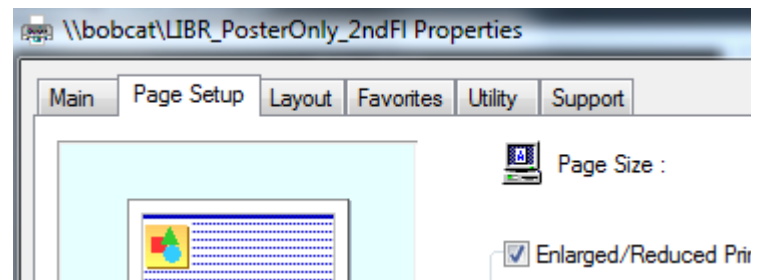 \\bobcat\LIBR_PosterOnly_2ndFl Properties
Main Page Setup Layout Favorites Utility Support
A Page Size :
Enlarged/Reduced Pri